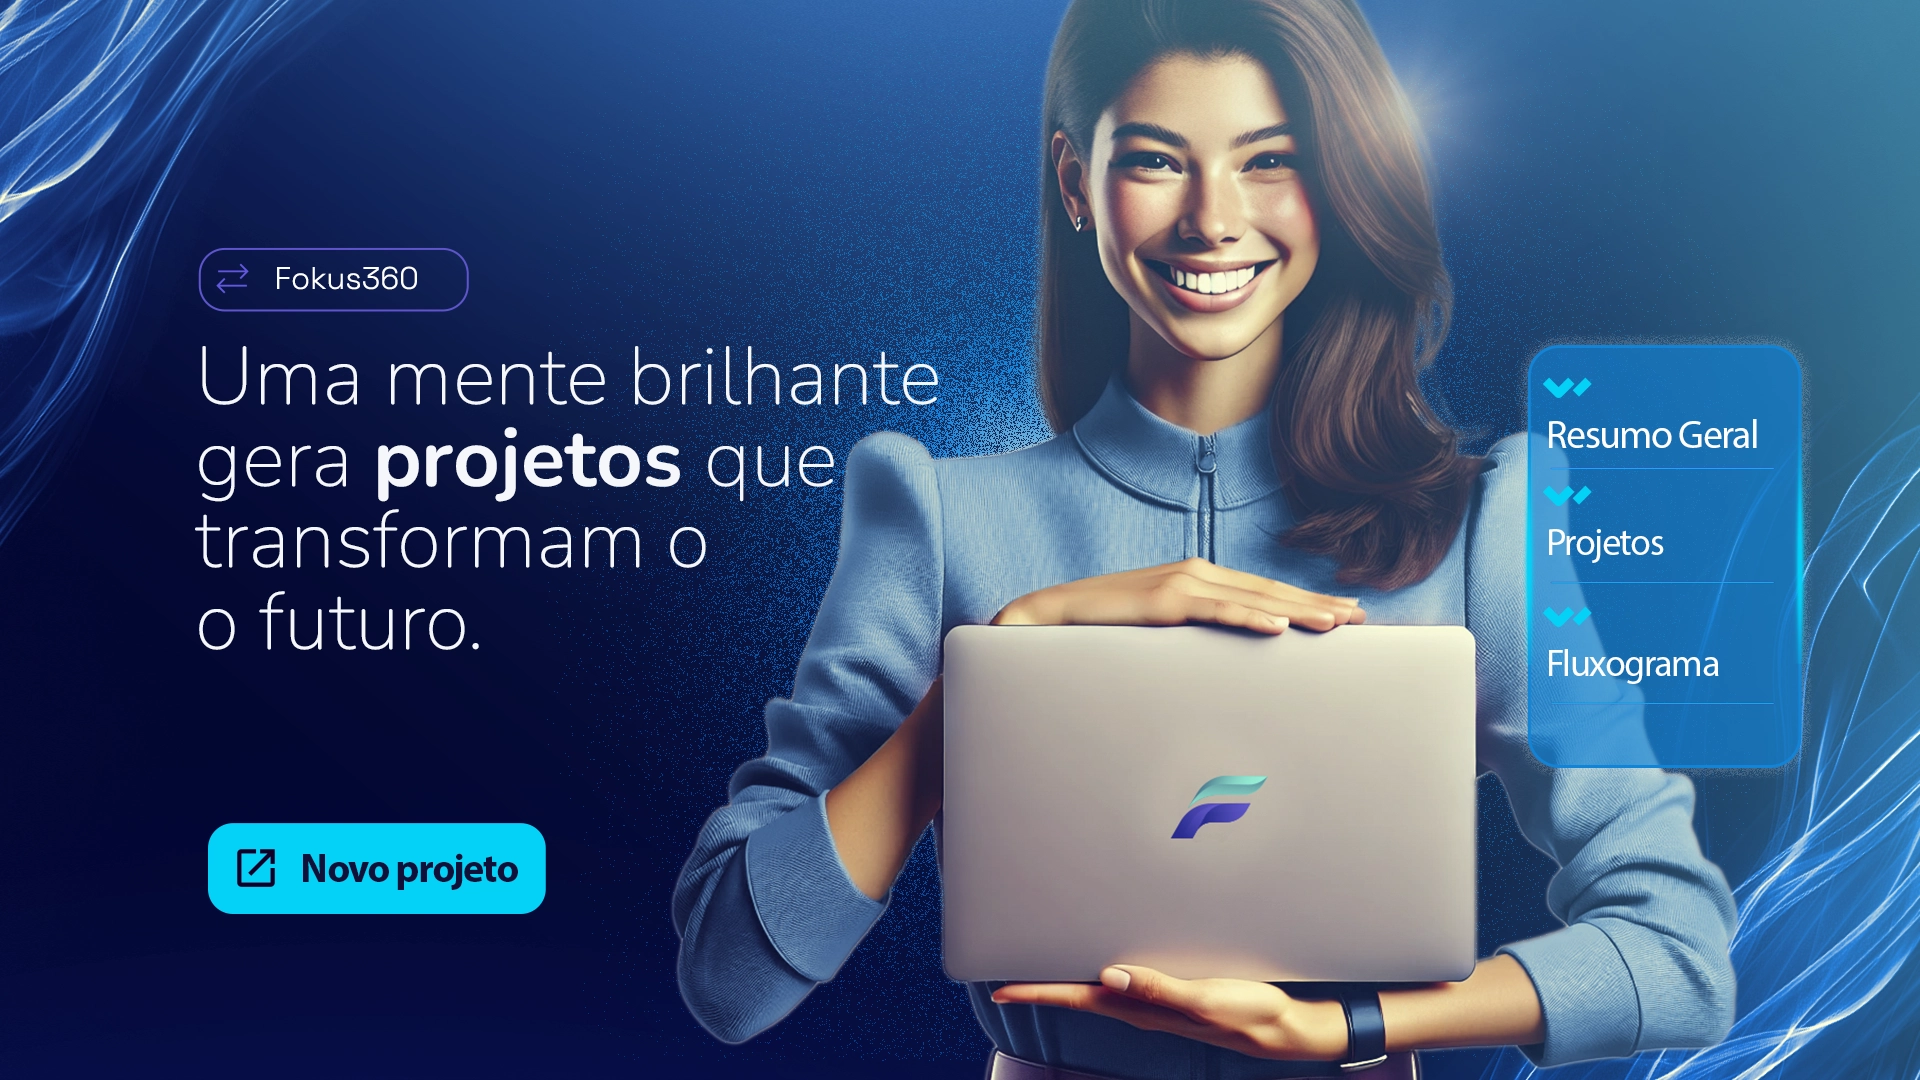 Fokus360
Uma mente brilhante
gera projetos que
transformam o
o futuro.
Novo projeto
Resumo Geral
Projetos
Fluxograma